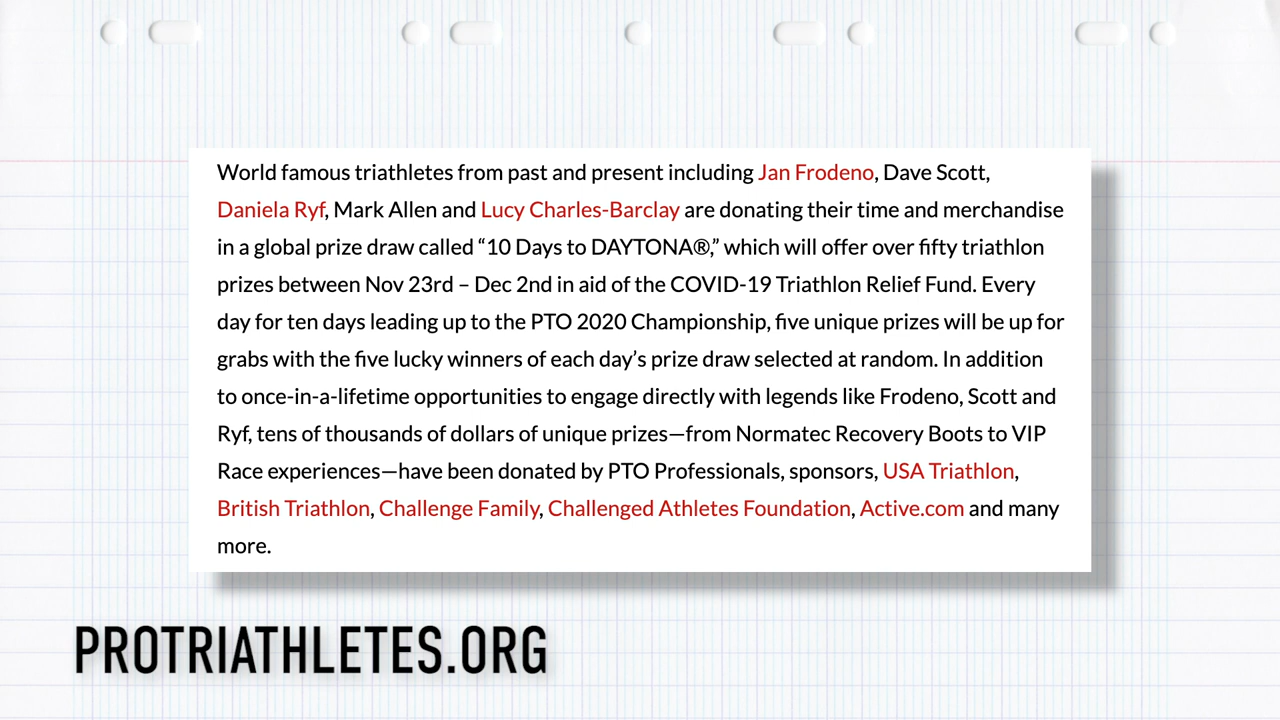 World famous triathletes from past and present including Jan Frodeno, Dave Scott,
Daniela Ryf, Mark Allen and Lucy Charles-Barclay are donating their time and merchandise
in a global prize draw called “10 Days to DAYTONA®,” which will offer over fifty triathlon
prizes between Nov 23rd – Dec 2nd in aid of the COVID-19 Triathlon Relief Fund. Every
day for ten days leading up to the PTO 2020 Championship, five unique prizes will be up for
grabs with the five lucky winners of each day’s prize draw selected at random. In addition
to once-in-a-lifetime opportunities to engage directly with legends like Frodeno, Scott and
Ryf, tens of thousands of dollars of unique prizes—from Normatec Recovery Boots to VIP
Race experiences—have been donated by PTO Professionals, sponsors, USA Triathlon,
British Triathlon, Challenge Family, Challenged Athletes Foundation, Active.com and many
more.
PROTRIATHLETES.ORG